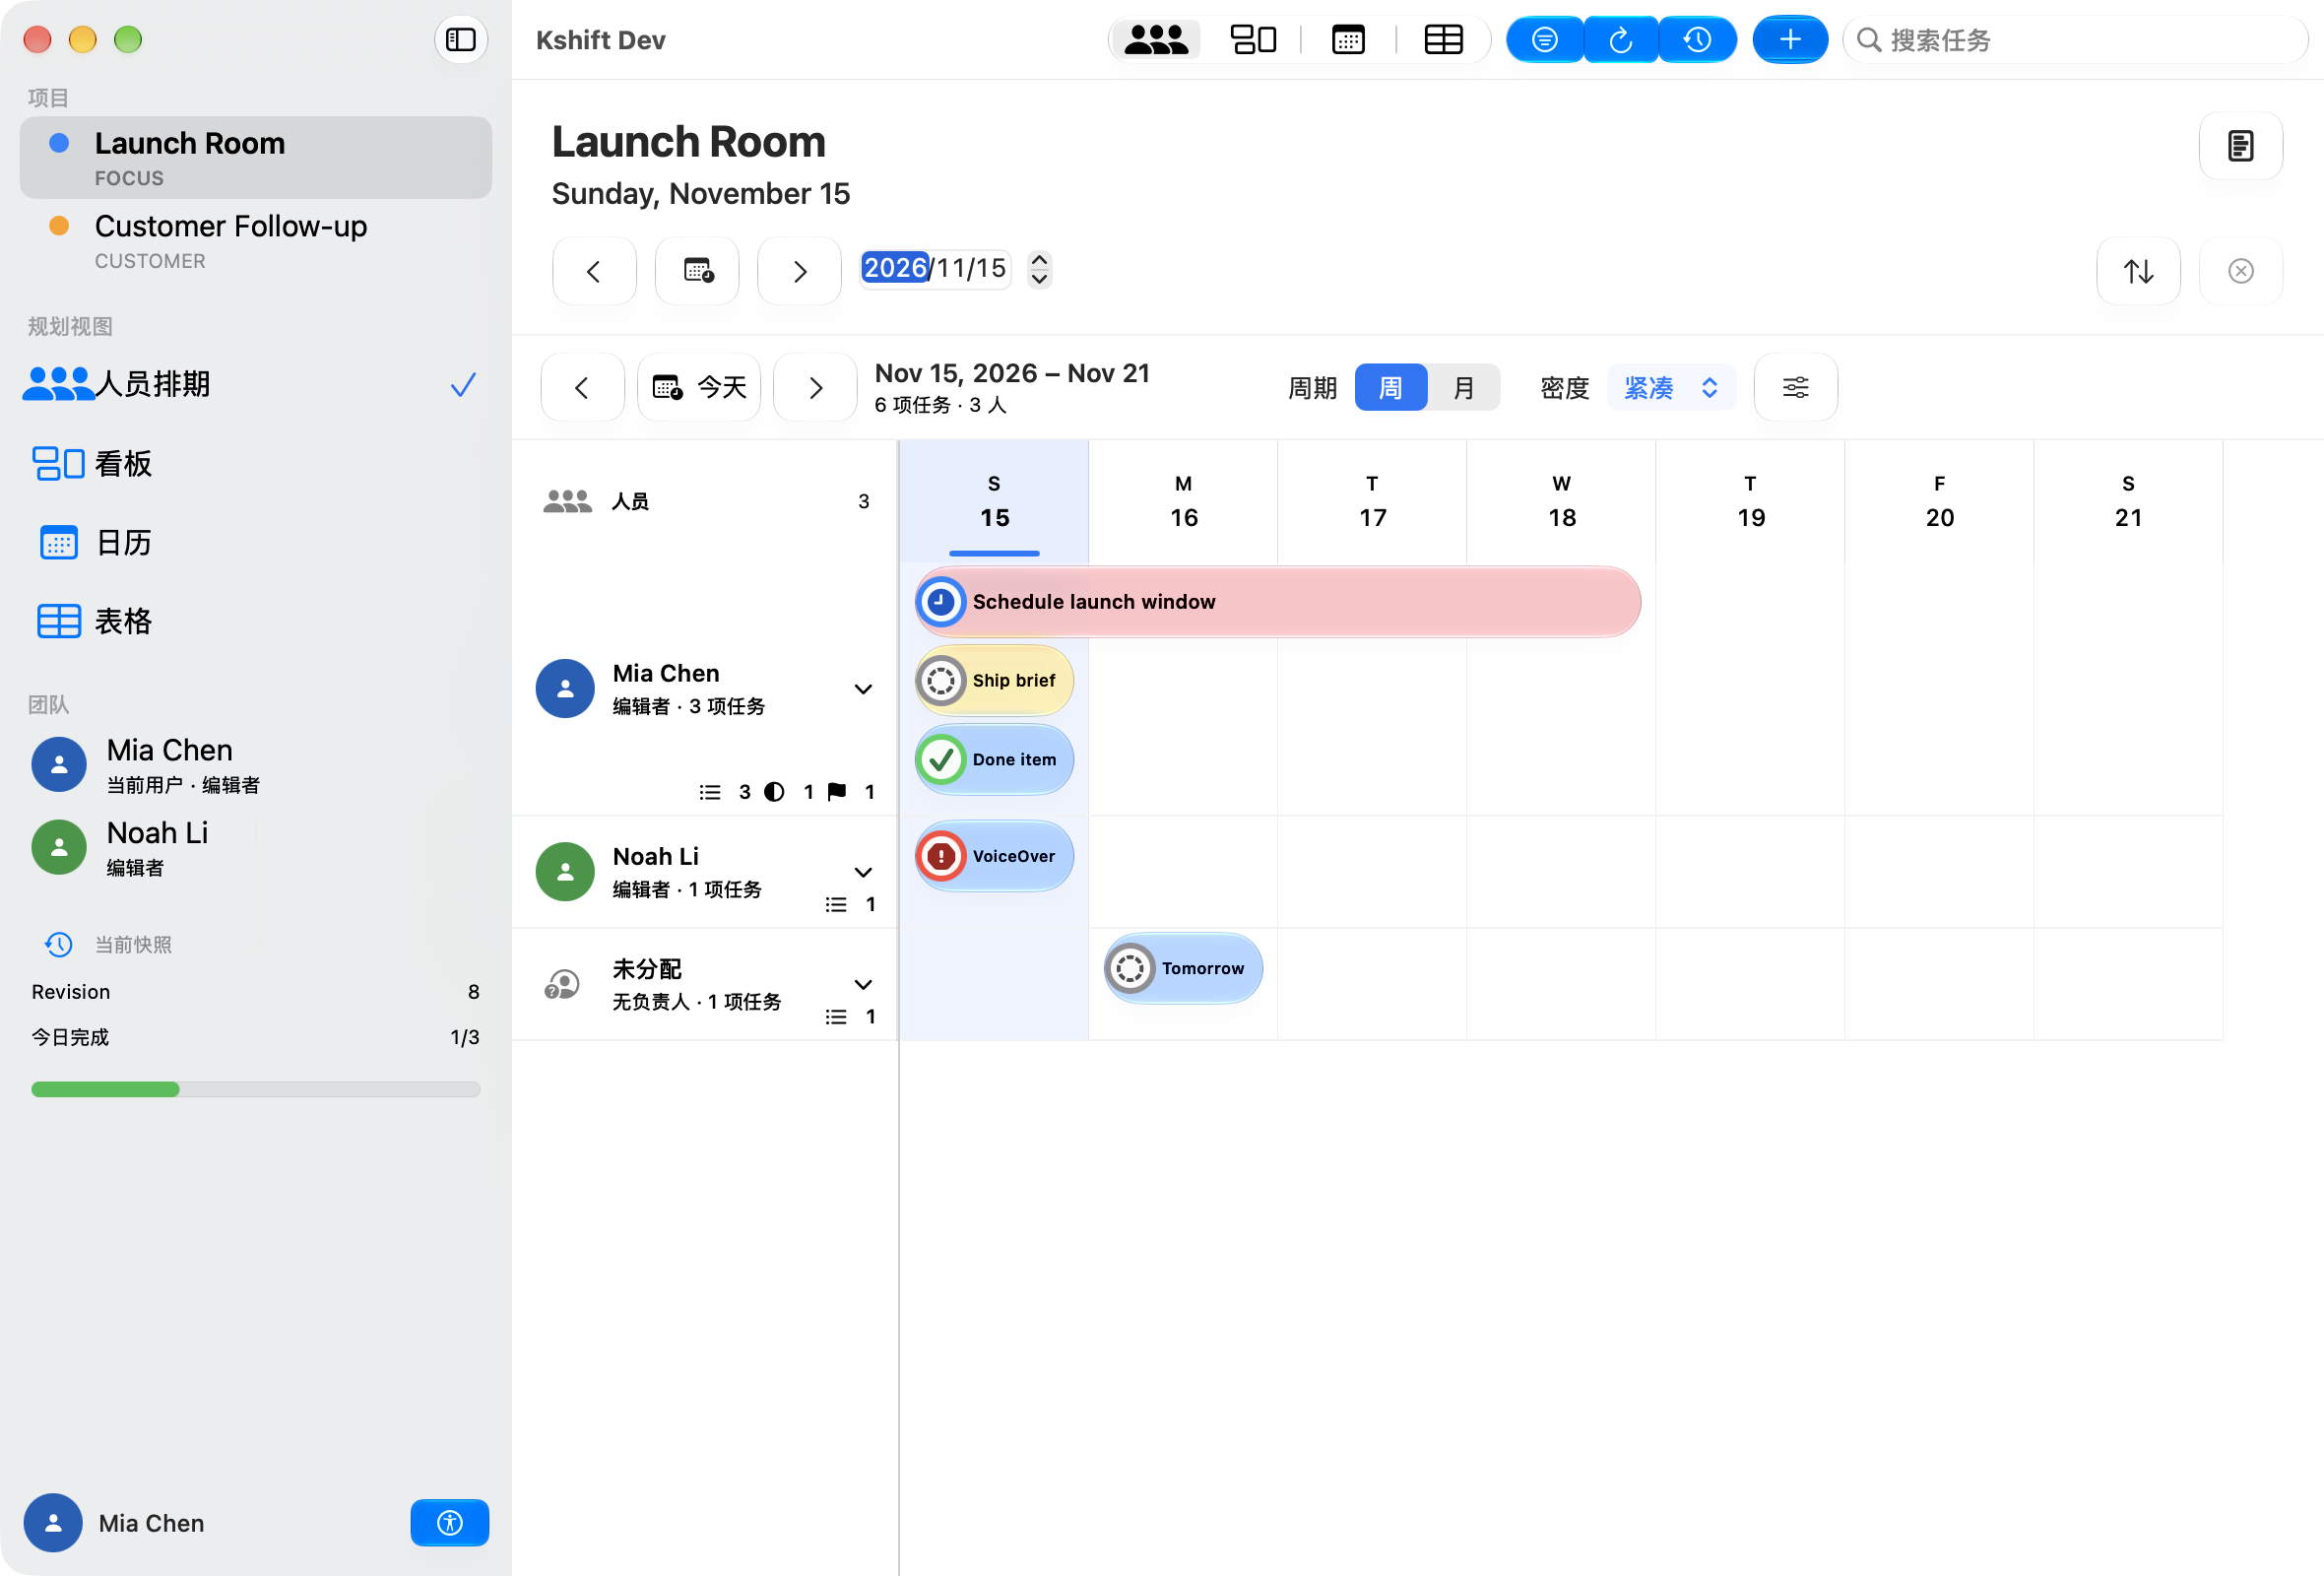 Kshift Dev
搜索任务
项目
Launch Room
FOCUS
Customer Follow-up
CUSTOMER
规划视图
人员排期
看板
日历
表格
团队
Mia Chen
当前用户 · 编辑者
Noah Li
编辑者
当前快照
Revision 8
今日完成 1/3
Mia Chen
Launch Room
Sunday, November 15
2026/11/15
今天
Nov 15, 2026 – Nov 21
6 项任务 · 3 人
周期 周 月
密度 紧凑
人员 3
S M T W T F S
15 16 17 18 19 20 21
Schedule launch window
Mia Chen
编辑者 · 3 项任务
3 1 1
Ship brief
Done item
Noah Li
编辑者 · 1 项任务
1
VoiceOver
未分配
无负责人 · 1 项任务
1
Tomorrow